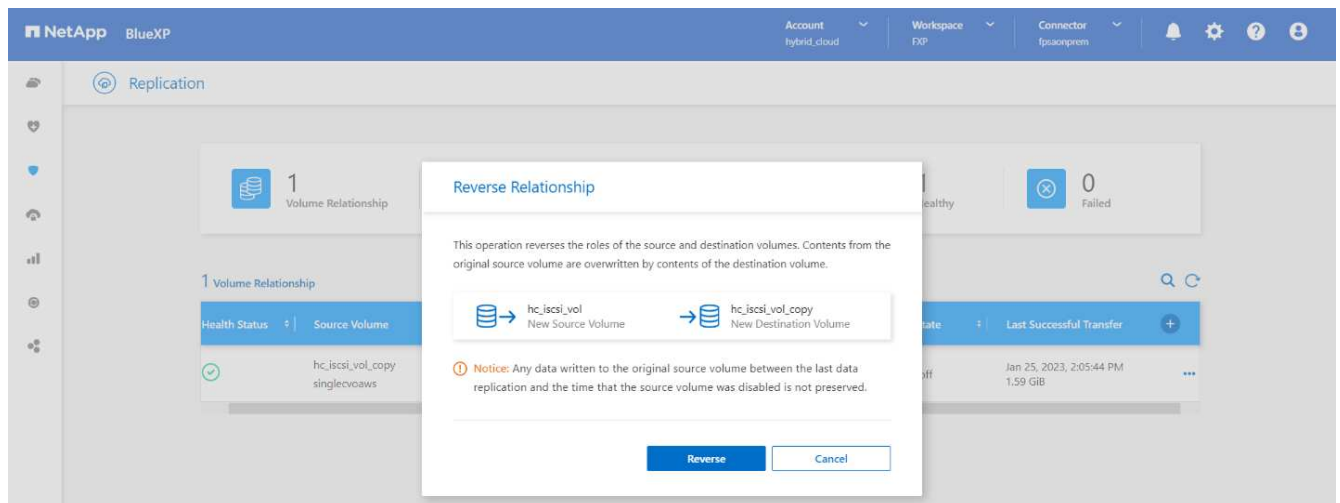 NetApp BlueXP
Account
hybrid_cloud
Workspace
FXP
Connector
fpsaonprem
Replication
1
Volume Relationship
0
Failed
Reverse Relationship
This operation reverses the roles of the source and destination volumes. Contents from the
original source volume are overwritten by contents of the destination volume.
hc_iscsi_vol
New Source Volume
hc_iscsi_vol_copy
New Destination Volume
Notice: Any data written to the original source volume between the last data
replication and the time that the source volume was disabled is not preserved.
Reverse
Cancel
1 Volume Relationship
Health Status
Source Volume
Last Successful Transfer
hc_iscsi_vol_copy
singlecvoaws
Jan 25, 2023, 2:05:44 PM
1.59 GiB